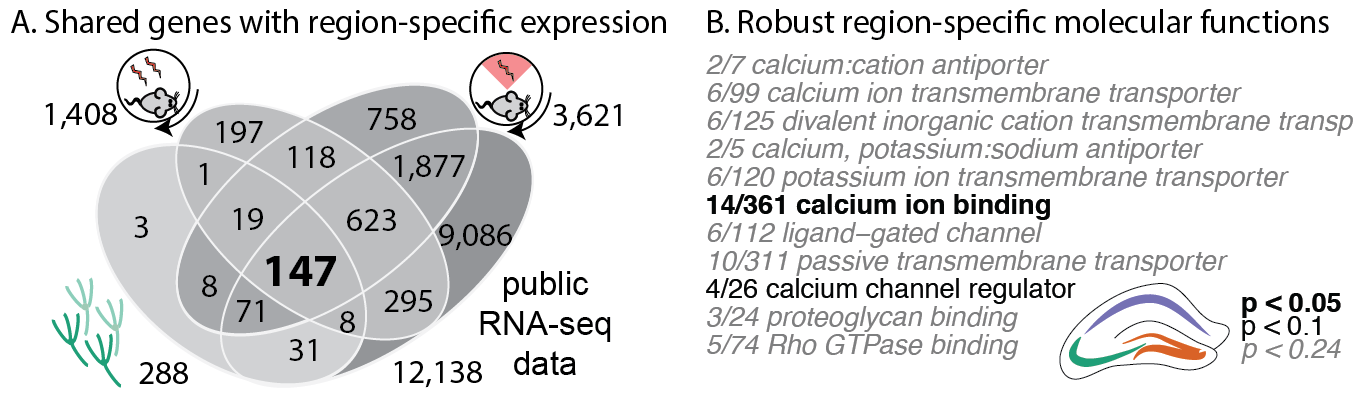 A. Shared genes with region-specific expression
1,408
3,621
197
758
118
1,877
1
3
19
623
9,086
147
8
71
8
295
31
288
12,138
public
RNA-seq
data
B. Robust region-specific molecular functions
2/7 calcium:cation antiporter
6/99 calcium ion transmembrane transporter
6/125 divalent inorganic cation transmembrane transp
2/5 calcium, potassium:sodium antiporter
6/120 potassium ion transmembrane transporter
14/361 calcium ion binding
6/112 ligand–gated channel
10/311 passive transmembrane transporter
4/26 calcium channel regulator
3/24 proteoglycan binding
5/74 Rho GTPase binding
p < 0.05
p < 0.1
p < 0.24